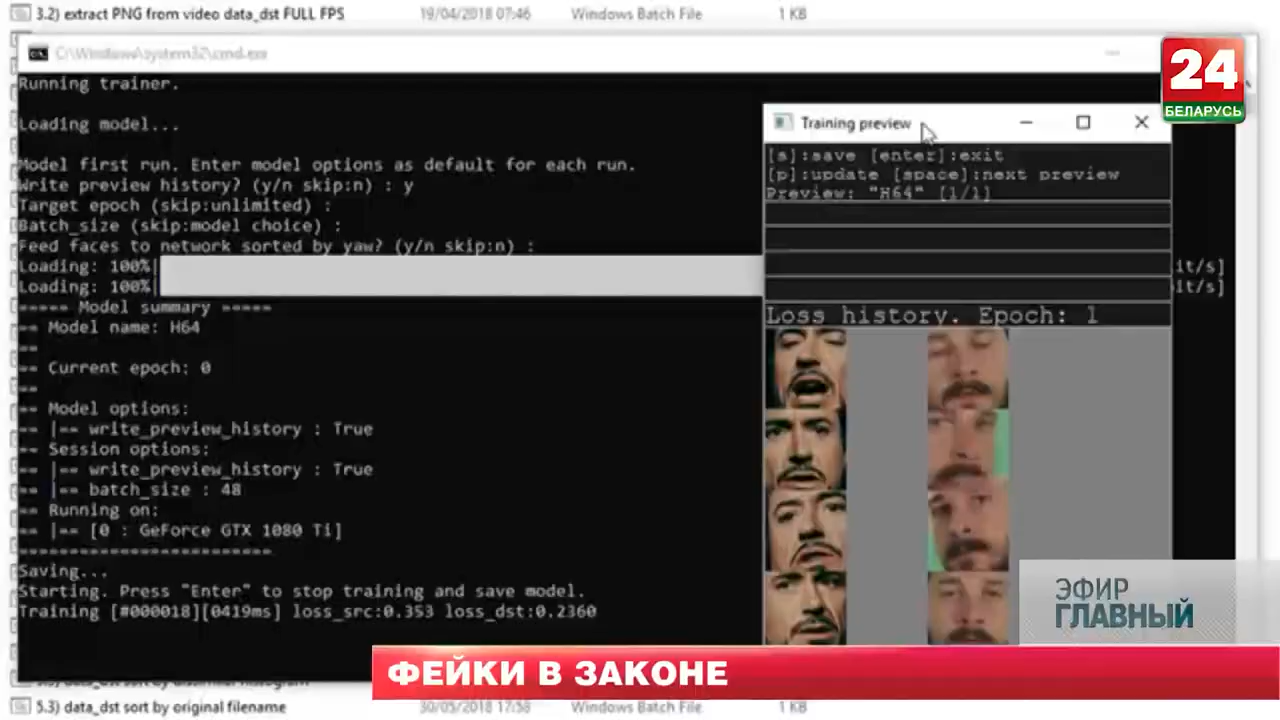 3.2) extract PNG from video data_dst FULL FPS 19/04/2018 07:46 Windows Batch File 1 KB
C:\Windows\system32\cmd.exe
24
БЕЛАРУСЬ
Running trainer.
Loading model...
Model first run. Enter model options as default for each run.
Write preview history? (y/n skip:n) : y
Target epoch (skip:unlimited) :
Batch_size (skip:model choice) :
Feed faces to network sorted by yaw? (y/n skip:n) :
Loading: 100%| it/s]
Loading: 100%| it/s]
===== Model summary =====
== Model name: H64
==
== Current epoch: 0
==
== Model options:
== |== write_preview_history : True
== Session options:
== |== write_preview_history : True
== |== batch_size : 48
== Running on:
== |== [0 : GeForce GTX 1080 Ti]
=========================
Saving...
Starting. Press "Enter" to stop training and save model.
Training [#000018][0419ms] loss_src:0.353 loss_dst:0.2360
Training preview
[s]:save [enter]:exit
[p]:update [space]:next preview
Preview: "H64" [1/1]
Loss history. Epoch: 1
ЭФИР
ГЛАВНЫЙ
ФЕЙКИ В ЗАКОНЕ
5.3) data_dst sort by original filename 30/05/2018 17:58 Windows Batch File 1 KB